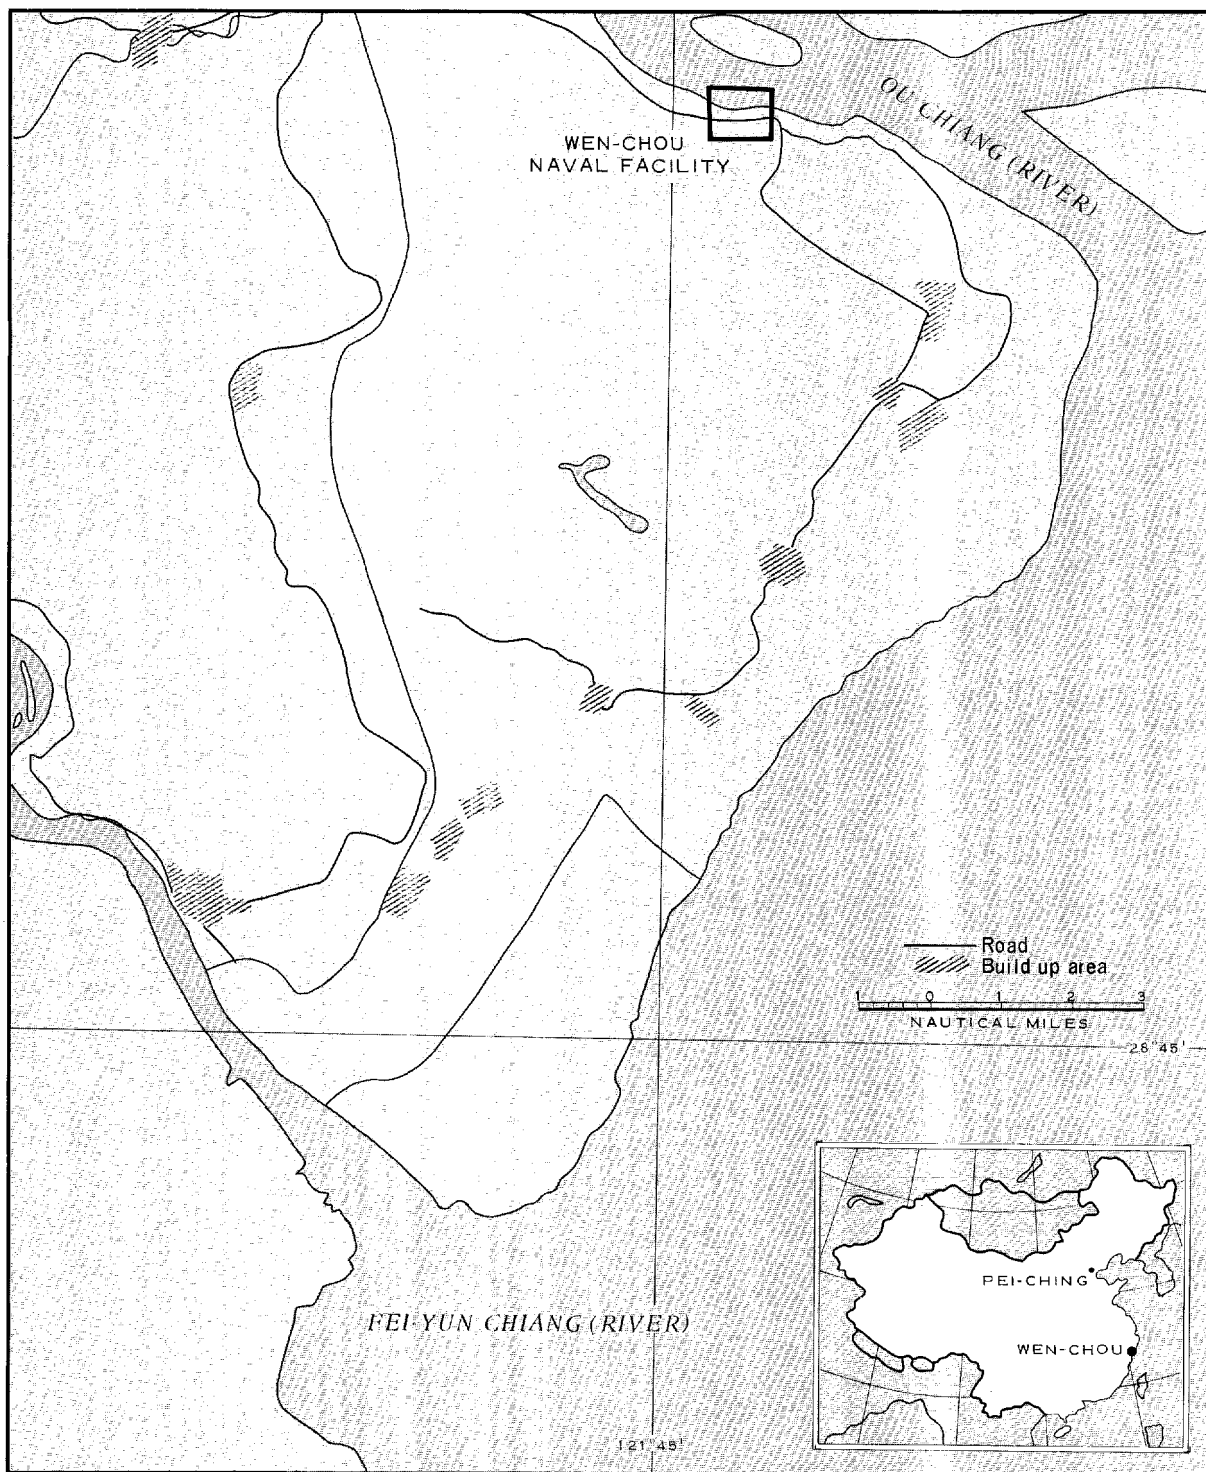 OU CHIANG (RIVER)
WEN-CHOU
NAVAL FACILITY
Road
Build up area
1 0 1 2 3
NAUTICAL MILES
28°45'
PEI-CHING
WEN-CHOU
FEI YUN CHIANG (RIVER)
121°45'